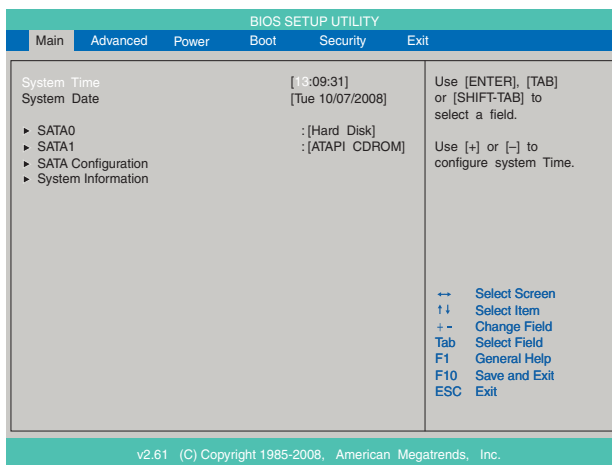 BIOS SETUP UTILITY
Main Advanced Power Boot Security Exit
System Time [13:09:31]
System Date [Tue 10/07/2008]
▸ SATA0 : [Hard Disk]
▸ SATA1 : [ATAPI CDROM]
▸ SATA Configuration
▸ System Information
Use [ENTER], [TAB]
or [SHIFT-TAB] to
select a field.
Use [+] or [–] to
configure system Time.
↔ Select Screen
↑↓ Select Item
+ - Change Field
Tab Select Field
F1 General Help
F10 Save and Exit
ESC Exit
v2.61 (C) Copyright 1985-2008, American Megatrends, Inc.